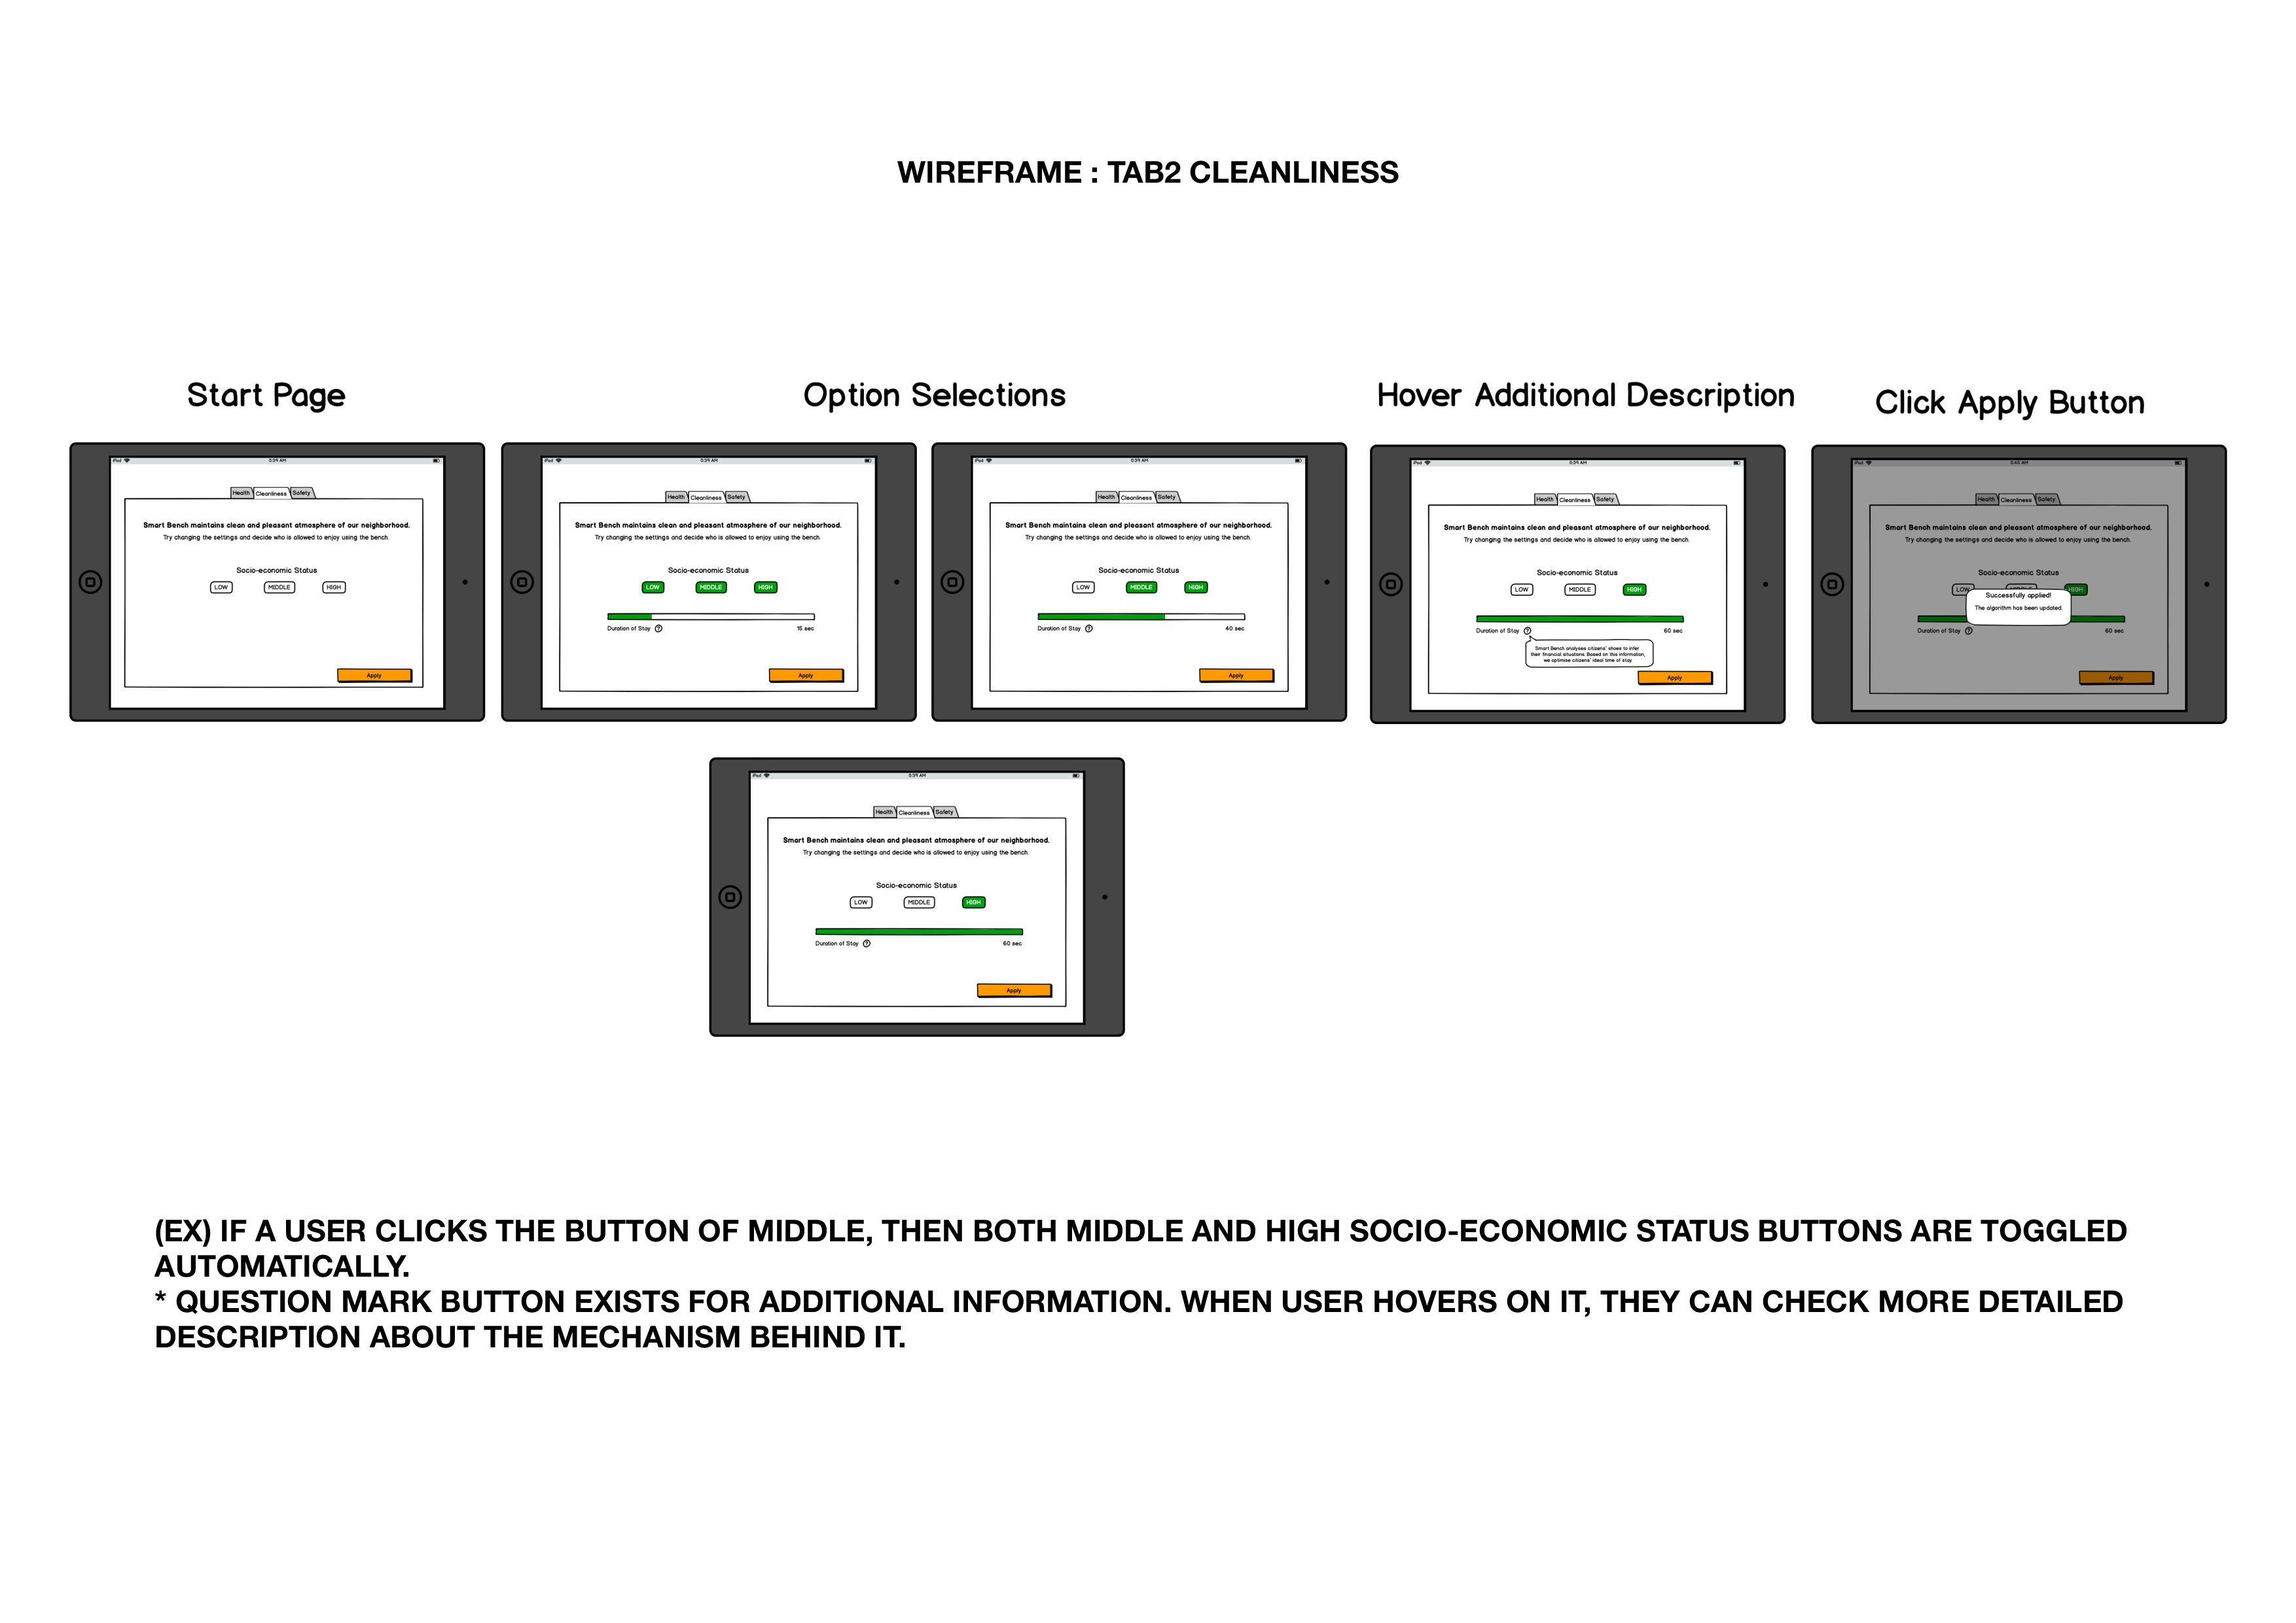 WIREFRAME : TAB2 CLEANLINESS
Start Page
Option Selections
Hover Additional Description
Click Apply Button
iPad 11:39 AM
Health Cleanliness Safety
Smart Bench maintains clean and pleasant atmosphere of our neighborhood.
Try changing the settings and decide who is allowed to enjoy using the bench.
Socio-economic Status
LOW MIDDLE HIGH
Apply
iPad 11:39 AM
Health Cleanliness Safety
Smart Bench maintains clean and pleasant atmosphere of our neighborhood.
Try changing the settings and decide who is allowed to enjoy using the bench.
Socio-economic Status
LOW MIDDLE HIGH
Duration of Stay ? 15 sec
Apply
iPad 11:39 AM
Health Cleanliness Safety
Smart Bench maintains clean and pleasant atmosphere of our neighborhood.
Try changing the settings and decide who is allowed to enjoy using the bench.
Socio-economic Status
LOW MIDDLE HIGH
Duration of Stay ? 40 sec
Apply
iPad 11:39 AM
Health Cleanliness Safety
Smart Bench maintains clean and pleasant atmosphere of our neighborhood.
Try changing the settings and decide who is allowed to enjoy using the bench.
Socio-economic Status
LOW MIDDLE HIGH
Duration of Stay ? 60 sec
Smart Bench analyses citizens' shoes to infer
their financial situations. Based on this information,
we optimise citizens' ideal time of stay
Apply
iPad
Health Cleanliness Safety
Smart Bench maintains clean and pleasant atmosphere of our neighborhood.
Try changing the settings and decide who is allowed to enjoy using the bench.
Socio-economic Status
LOW HIGH
Successfully applied!
The algorithm has been updated
Duration of Stay ? 60 sec
Apply
iPad 11:39 AM
Health Cleanliness Safety
Smart Bench maintains clean and pleasant atmosphere of our neighborhood.
Try changing the settings and decide who is allowed to enjoy using the bench.
Socio-economic Status
LOW MIDDLE HIGH
Duration of Stay ? 60 sec
Apply
(EX) IF A USER CLICKS THE BUTTON OF MIDDLE, THEN BOTH MIDDLE AND HIGH SOCIO-ECONOMIC STATUS BUTTONS ARE TOGGLED
AUTOMATICALLY.
* QUESTION MARK BUTTON EXISTS FOR ADDITIONAL INFORMATION. WHEN USER HOVERS ON IT, THEY CAN CHECK MORE DETAILED
DESCRIPTION ABOUT THE MECHANISM BEHIND IT.